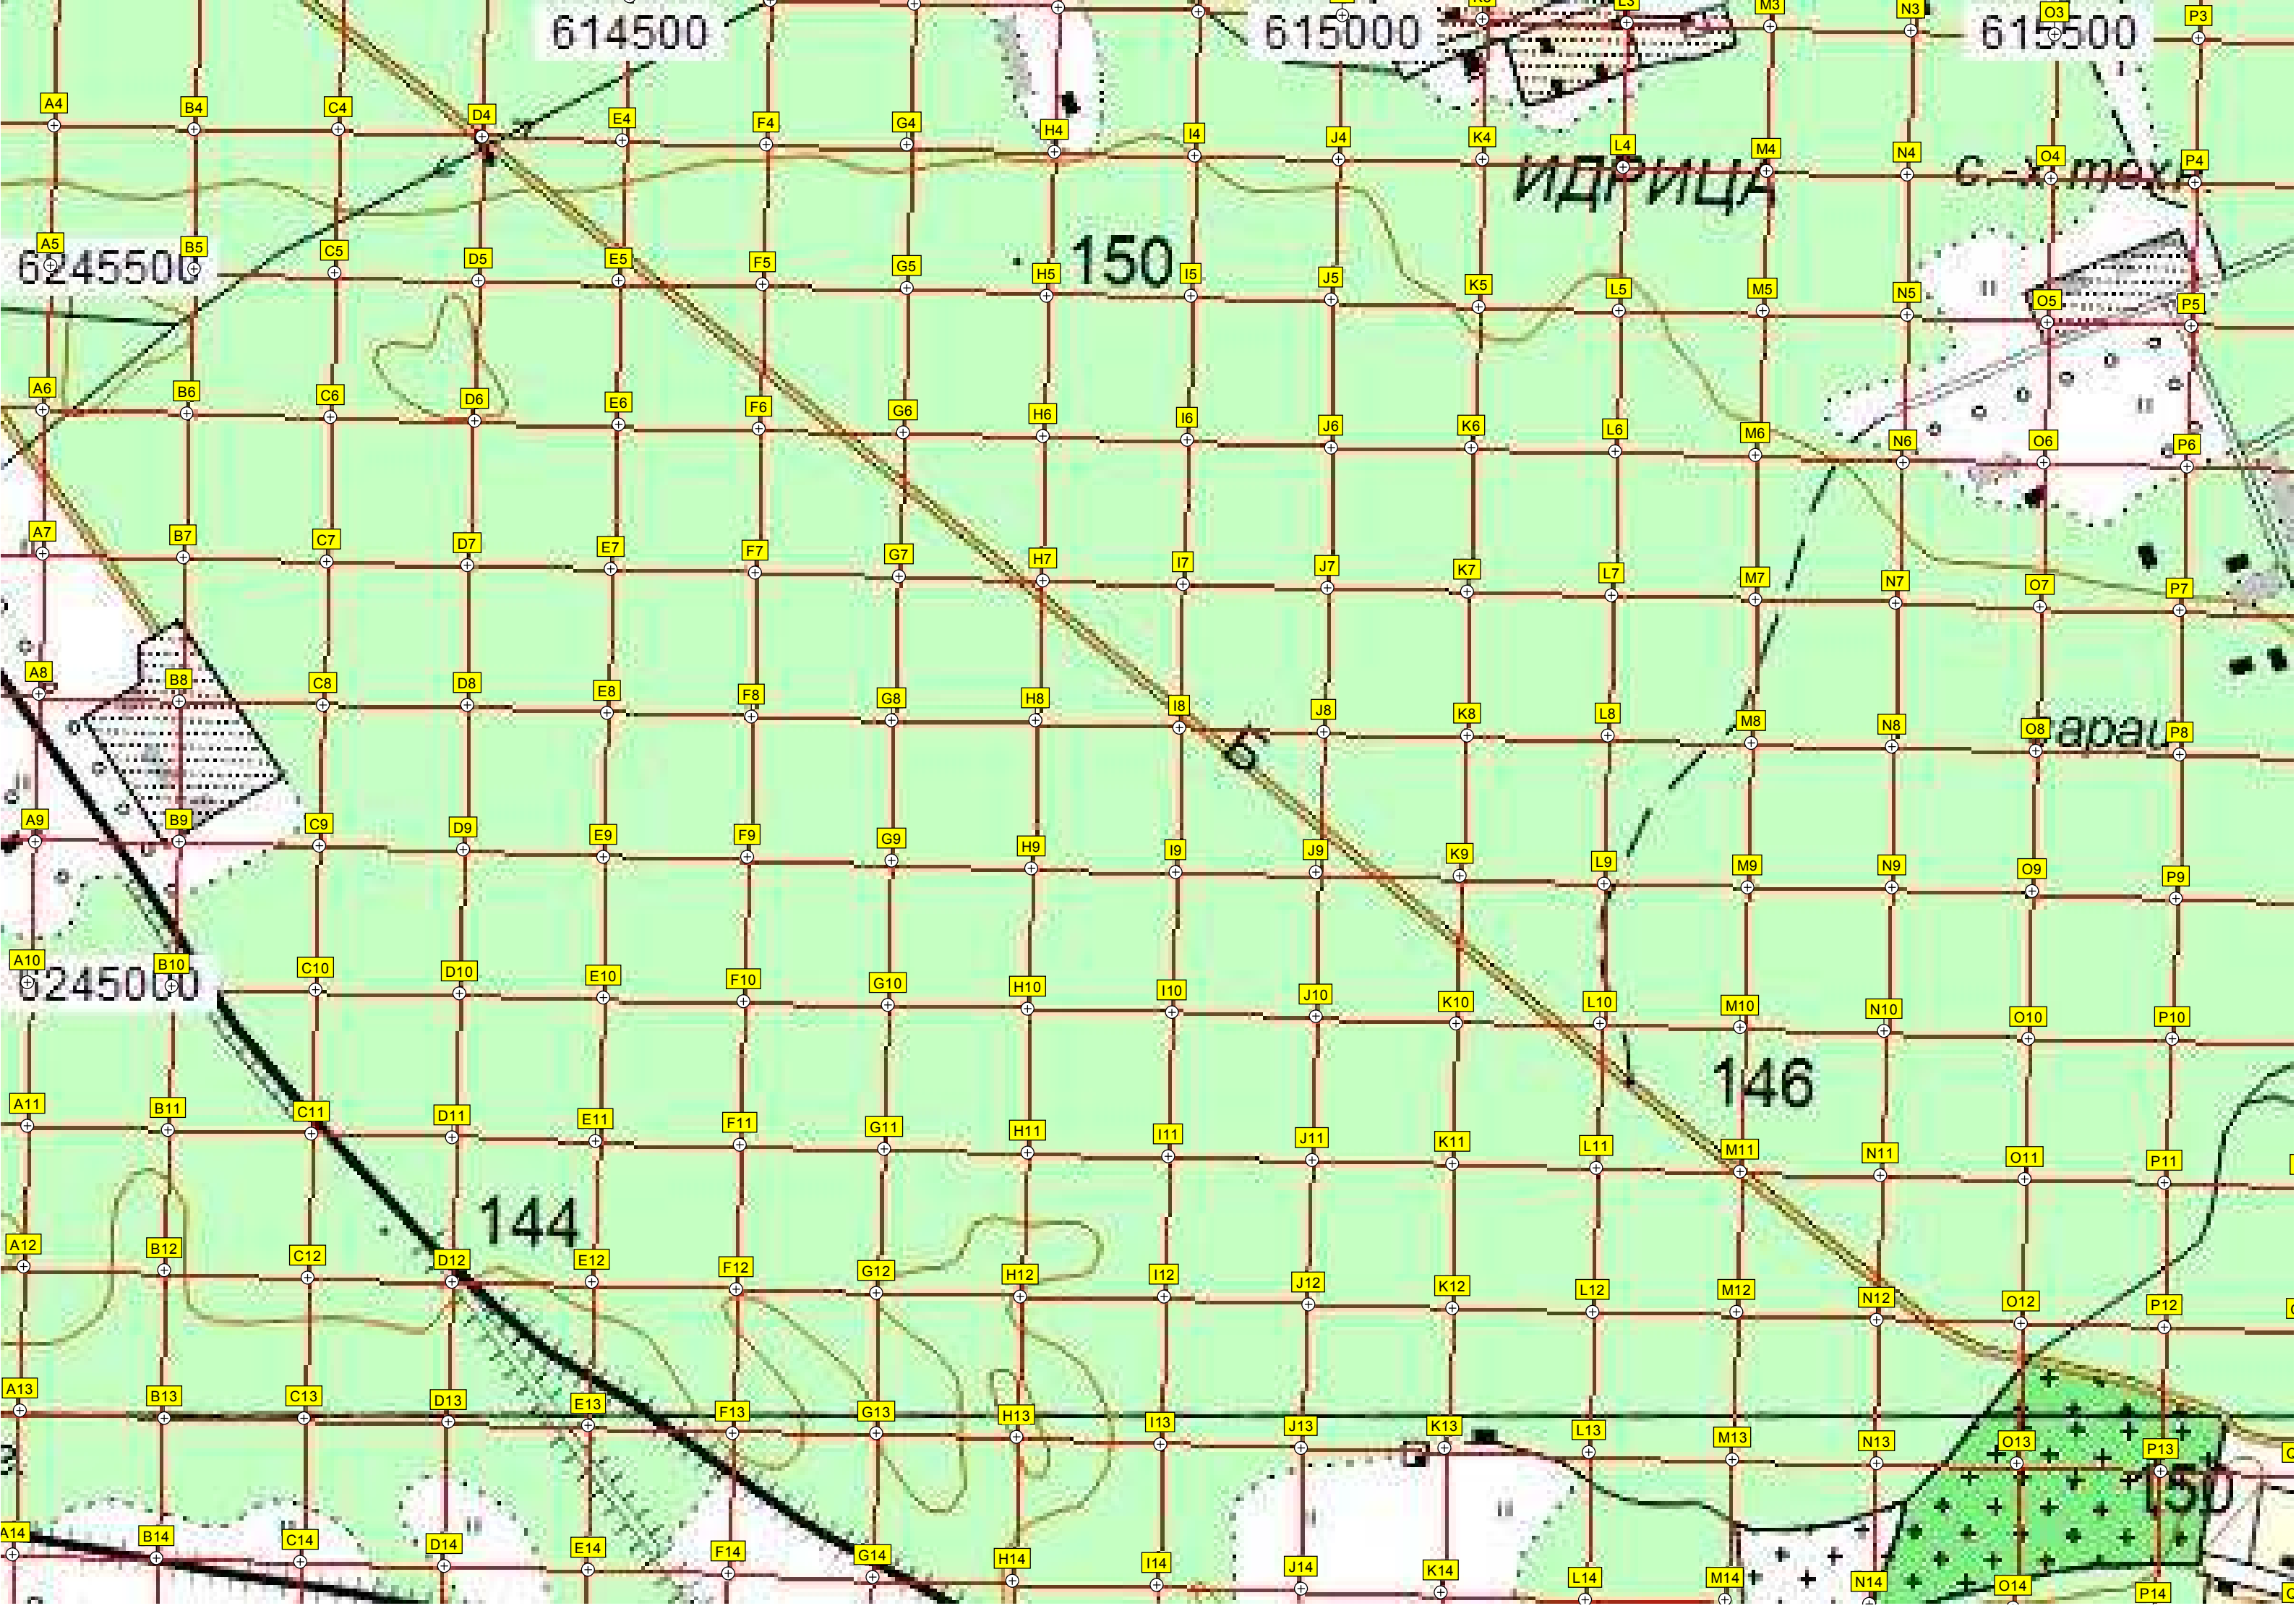 L3 M3 N3 O3 P3
614500 615000 615500
A4 B4 C4 D4 E4 F4 G4 H4 I4 J4 K4 L4 M4 N4 O4 P4
ИДРИЦА
150
A5 B5 C5 D5 E5 F5 G5 H5 I5 J5 K5 L5 M5 N5 O5 P5
6245500
A6 B6 C6 D6 E6 F6 G6 H6 I6 J6 K6 L6 M6 N6 O6 P6
A7 B7 C7 D7 E7 F7 G7 H7 I7 J7 K7 L7 M7 N7 O7 P7
A8 B8 C8 D8 E8 F8 G8 H8 I8 J8 K8 L8 M8 N8 O8 P8
Б
A9 B9 C9 D9 E9 F9 G9 H9 I9 J9 K9 L9 M9 N9 O9 P9
A10 B10 C10 D10 E10 F10 G10 H10 I10 J10 K10 L10 M10 N10 O10 P10
6245000
146
A11 B11 C11 D11 E11 F11 G11 H11 I11 J11 K11 L11 M11 N11 O11 P11
144
A12 B12 C12 D12 E12 F12 G12 H12 I12 J12 K12 L12 M12 N12 O12 P12
A13 B13 C13 D13 E13 F13 G13 H13 I13 J13 K13 L13 M13 N13 O13 P13
150
A14 B14 C14 D14 E14 F14 G14 H14 I14 J14 K14 L14 M14 N14 O14 P14